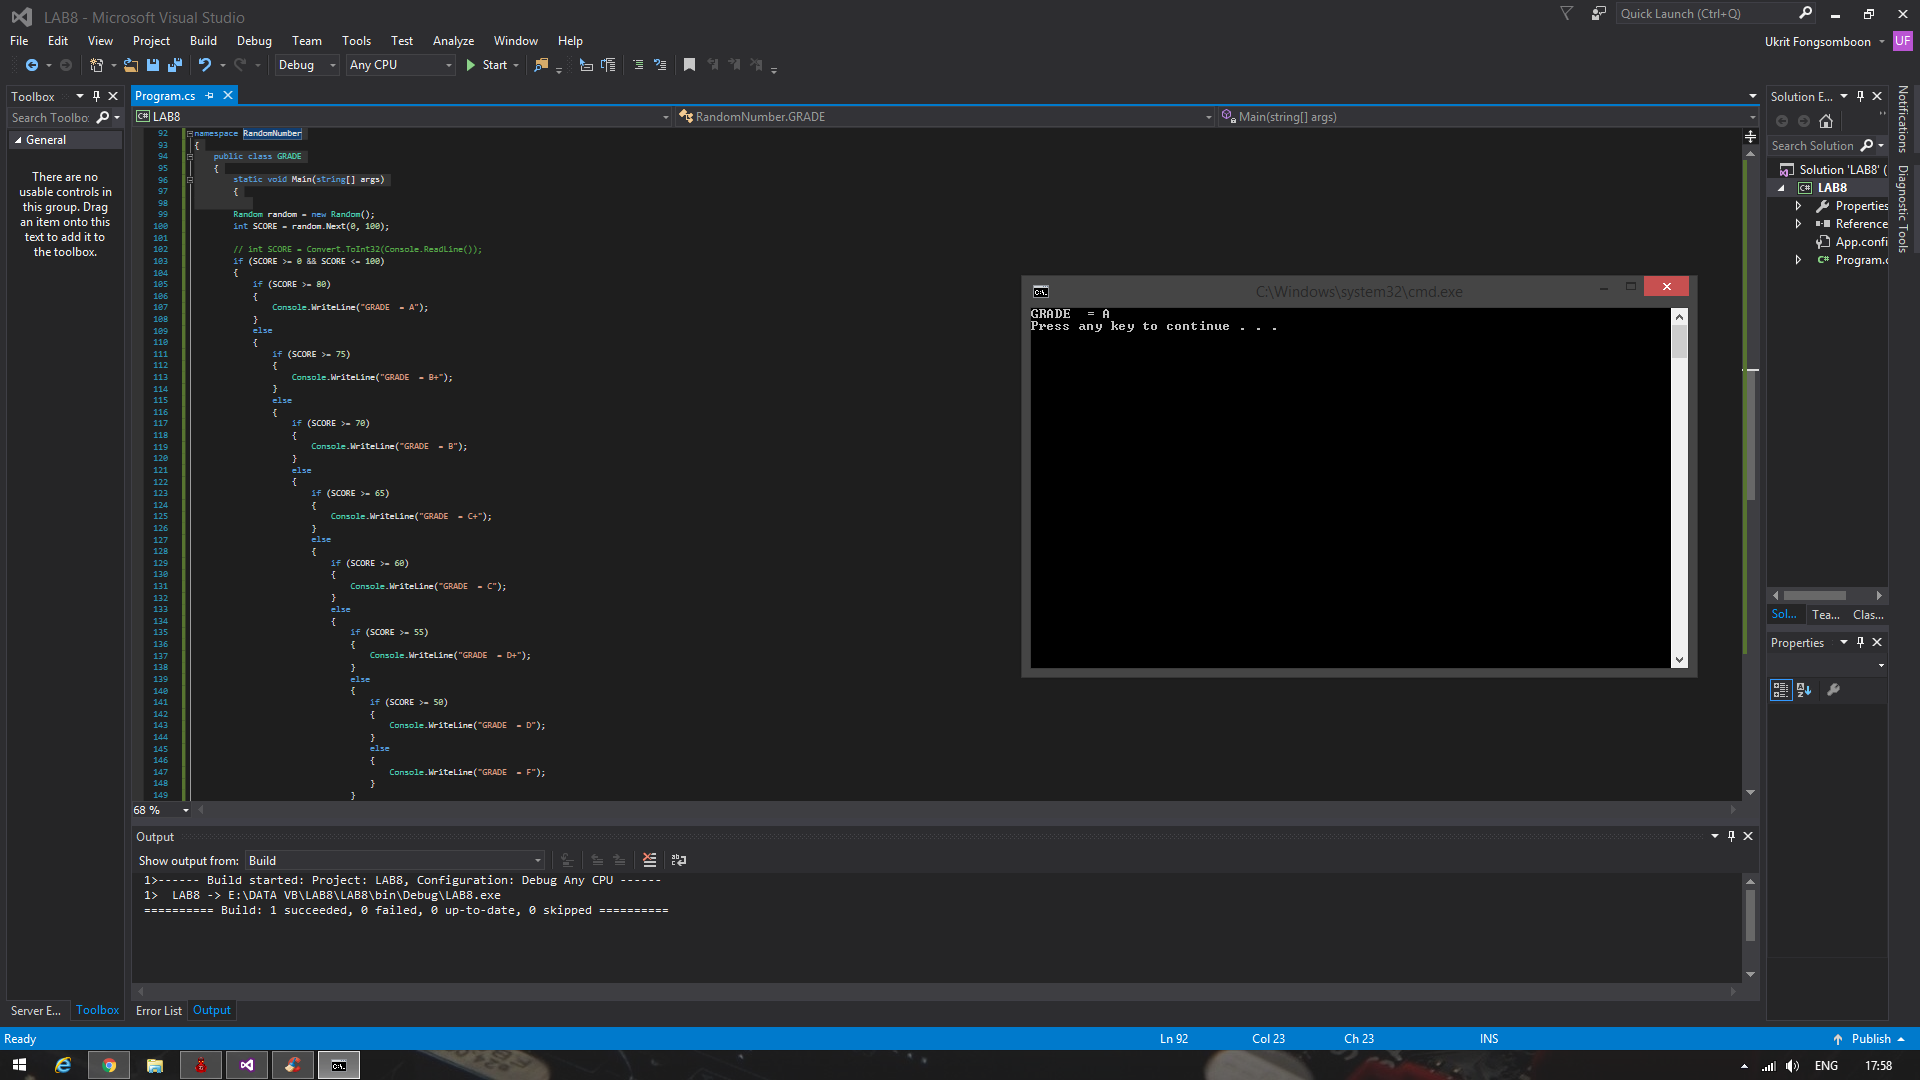 LAB8 - Microsoft Visual Studio
Quick Launch (Ctrl+Q)
File Edit View Project Build Debug Team Tools Test Analyze Window Help
Ukrit Fongsomboon UF
Debug Any CPU Start
Toolbox
Search Toolbo
General
There are no
usable controls in
this group. Drag
an item onto this
text to add it to
the toolbox.
Program.cs
C# LAB8 RandomNumber.GRADE Main(string[] args)
92 namespace RandomNumber
93 {
94 public class GRADE
95 {
96 static void Main(string[] args)
97 {
98
99 Random random = new Random();
100 int SCORE = random.Next(0, 100);
101
102 // int SCORE = Convert.ToInt32(Console.ReadLine());
103 if (SCORE >= 0 && SCORE <= 100)
104 {
105 if (SCORE >= 80)
106 {
107 Console.WriteLine("GRADE  = A");
108 }
109 else
110 {
111 if (SCORE >= 75)
112 {
113 Console.WriteLine("GRADE  = B+");
114 }
115 else
116 {
117 if (SCORE >= 70)
118 {
119 Console.WriteLine("GRADE  = B");
120 }
121 else
122 {
123 if (SCORE >= 65)
124 {
125 Console.WriteLine("GRADE  = C+");
126 }
127 else
128 {
129 if (SCORE >= 60)
130 {
131 Console.WriteLine("GRADE  = C");
132 }
133 else
134 {
135 if (SCORE >= 55)
136 {
137 Console.WriteLine("GRADE  = D+");
138 }
139 else
140 {
141 if (SCORE >= 50)
142 {
143 Console.WriteLine("GRADE  = D");
144 }
145 else
146 {
147 Console.WriteLine("GRADE  = F");
148 }
149 }
68 %
C:\Windows\system32\cmd.exe
GRADE  = A
Press any key to continue . . .
Solution E...
Search Solution
Solution 'LAB8' (
C# LAB8
Properties
Reference
App.confi
C# Program.c
Sol... Tea... Clas...
Properties
Notifications
Diagnostic Tools
Output
Show output from: Build
1>------ Build started: Project: LAB8, Configuration: Debug Any CPU ------
1>  LAB8 -> E:\DATA VB\LAB8\LAB8\bin\Debug\LAB8.exe
========== Build: 1 succeeded, 0 failed, 0 up-to-date, 0 skipped ==========
Server E... Toolbox Error List Output
Ready Ln 92 Col 23 Ch 23 INS Publish
ENG 17:58